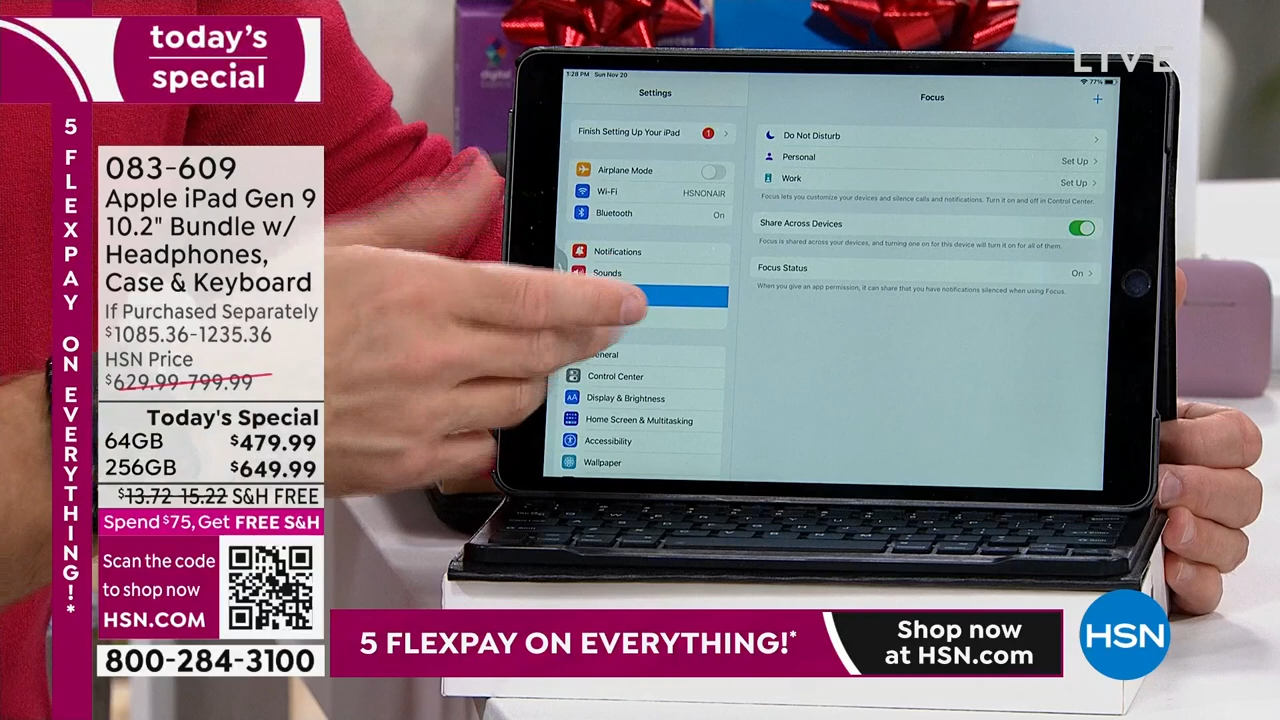 today's
special
5 FLEXPAY ON EVERYTHING!*
083-609
Apple iPad Gen 9
10.2" Bundle w/
Headphones,
Case & Keyboard
If Purchased Separately
$1085.36-1235.36
HSN Price
$629.99-799.99
Today's Special
64GB $479.99
256GB $649.99
$13.72-15.22 S&H FREE
Spend $75, Get FREE S&H
Scan the code
to shop now
HSN.COM
800-284-3100
LIVE
digital
1:28 PM Sun Nov 20
77%
Settings
Finish Setting Up Your iPad 1
Airplane Mode
Wi-Fi HSNONAIR
Bluetooth On
Notifications
Sounds
General
Control Center
AA Display & Brightness
Home Screen & Multitasking
Accessibility
Wallpaper
Focus
Do Not Disturb
Personal Set Up
Work Set Up
Focus lets you customize your devices and silence calls and notifications. Turn it on and off in Control Center.
Share Across Devices
Focus is shared across your devices, and turning one on for this device will turn it on for all of them.
Focus Status On
When you give an app permission, it can share that you have notifications silenced when using Focus.
5 FLEXPAY ON EVERYTHING!*
Shop now
at HSN.com
HSN